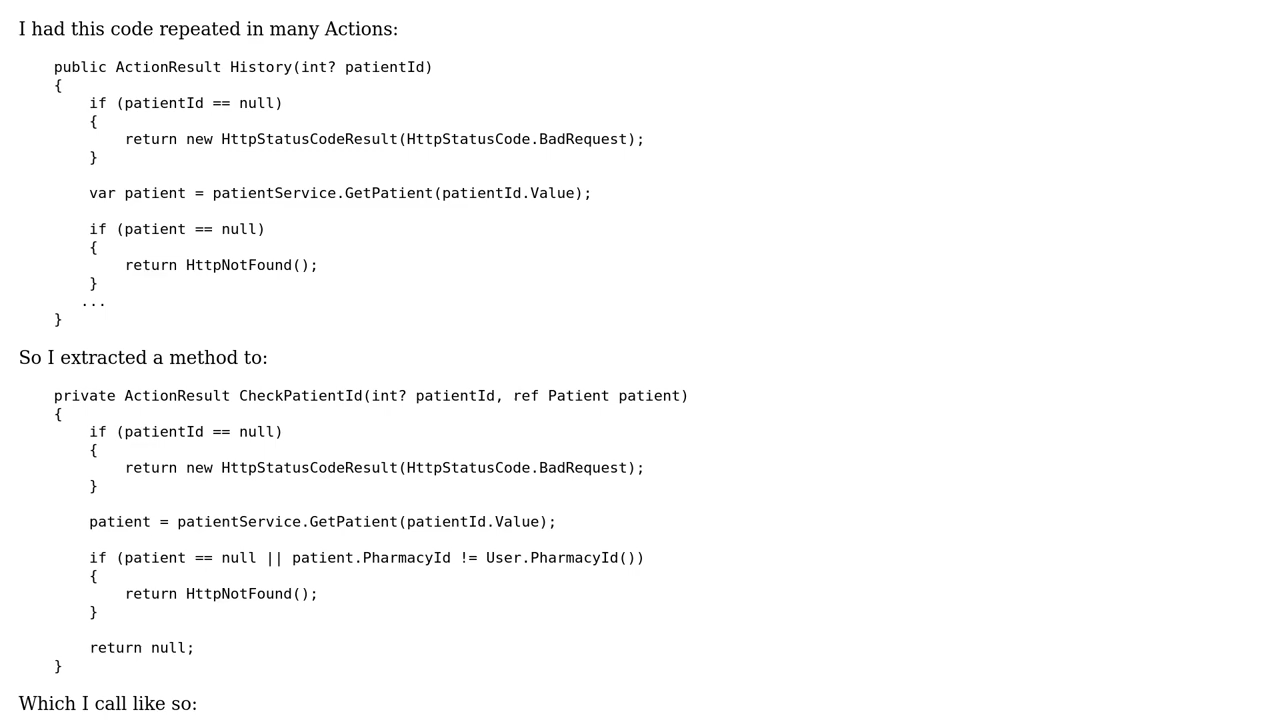 I had this code repeated in many Actions:
public ActionResult History(int? patientId)
{
    if (patientId == null)
    {
        return new HttpStatusCodeResult(HttpStatusCode.BadRequest);
    }

    var patient = patientService.GetPatient(patientId.Value);

    if (patient == null)
    {
        return HttpNotFound();
    }
   ...
}
So I extracted a method to:
private ActionResult CheckPatientId(int? patientId, ref Patient patient)
{
    if (patientId == null)
    {
        return new HttpStatusCodeResult(HttpStatusCode.BadRequest);
    }

    patient = patientService.GetPatient(patientId.Value);

    if (patient == null || patient.PharmacyId != User.PharmacyId())
    {
        return HttpNotFound();
    }

    return null;
}
Which I call like so: